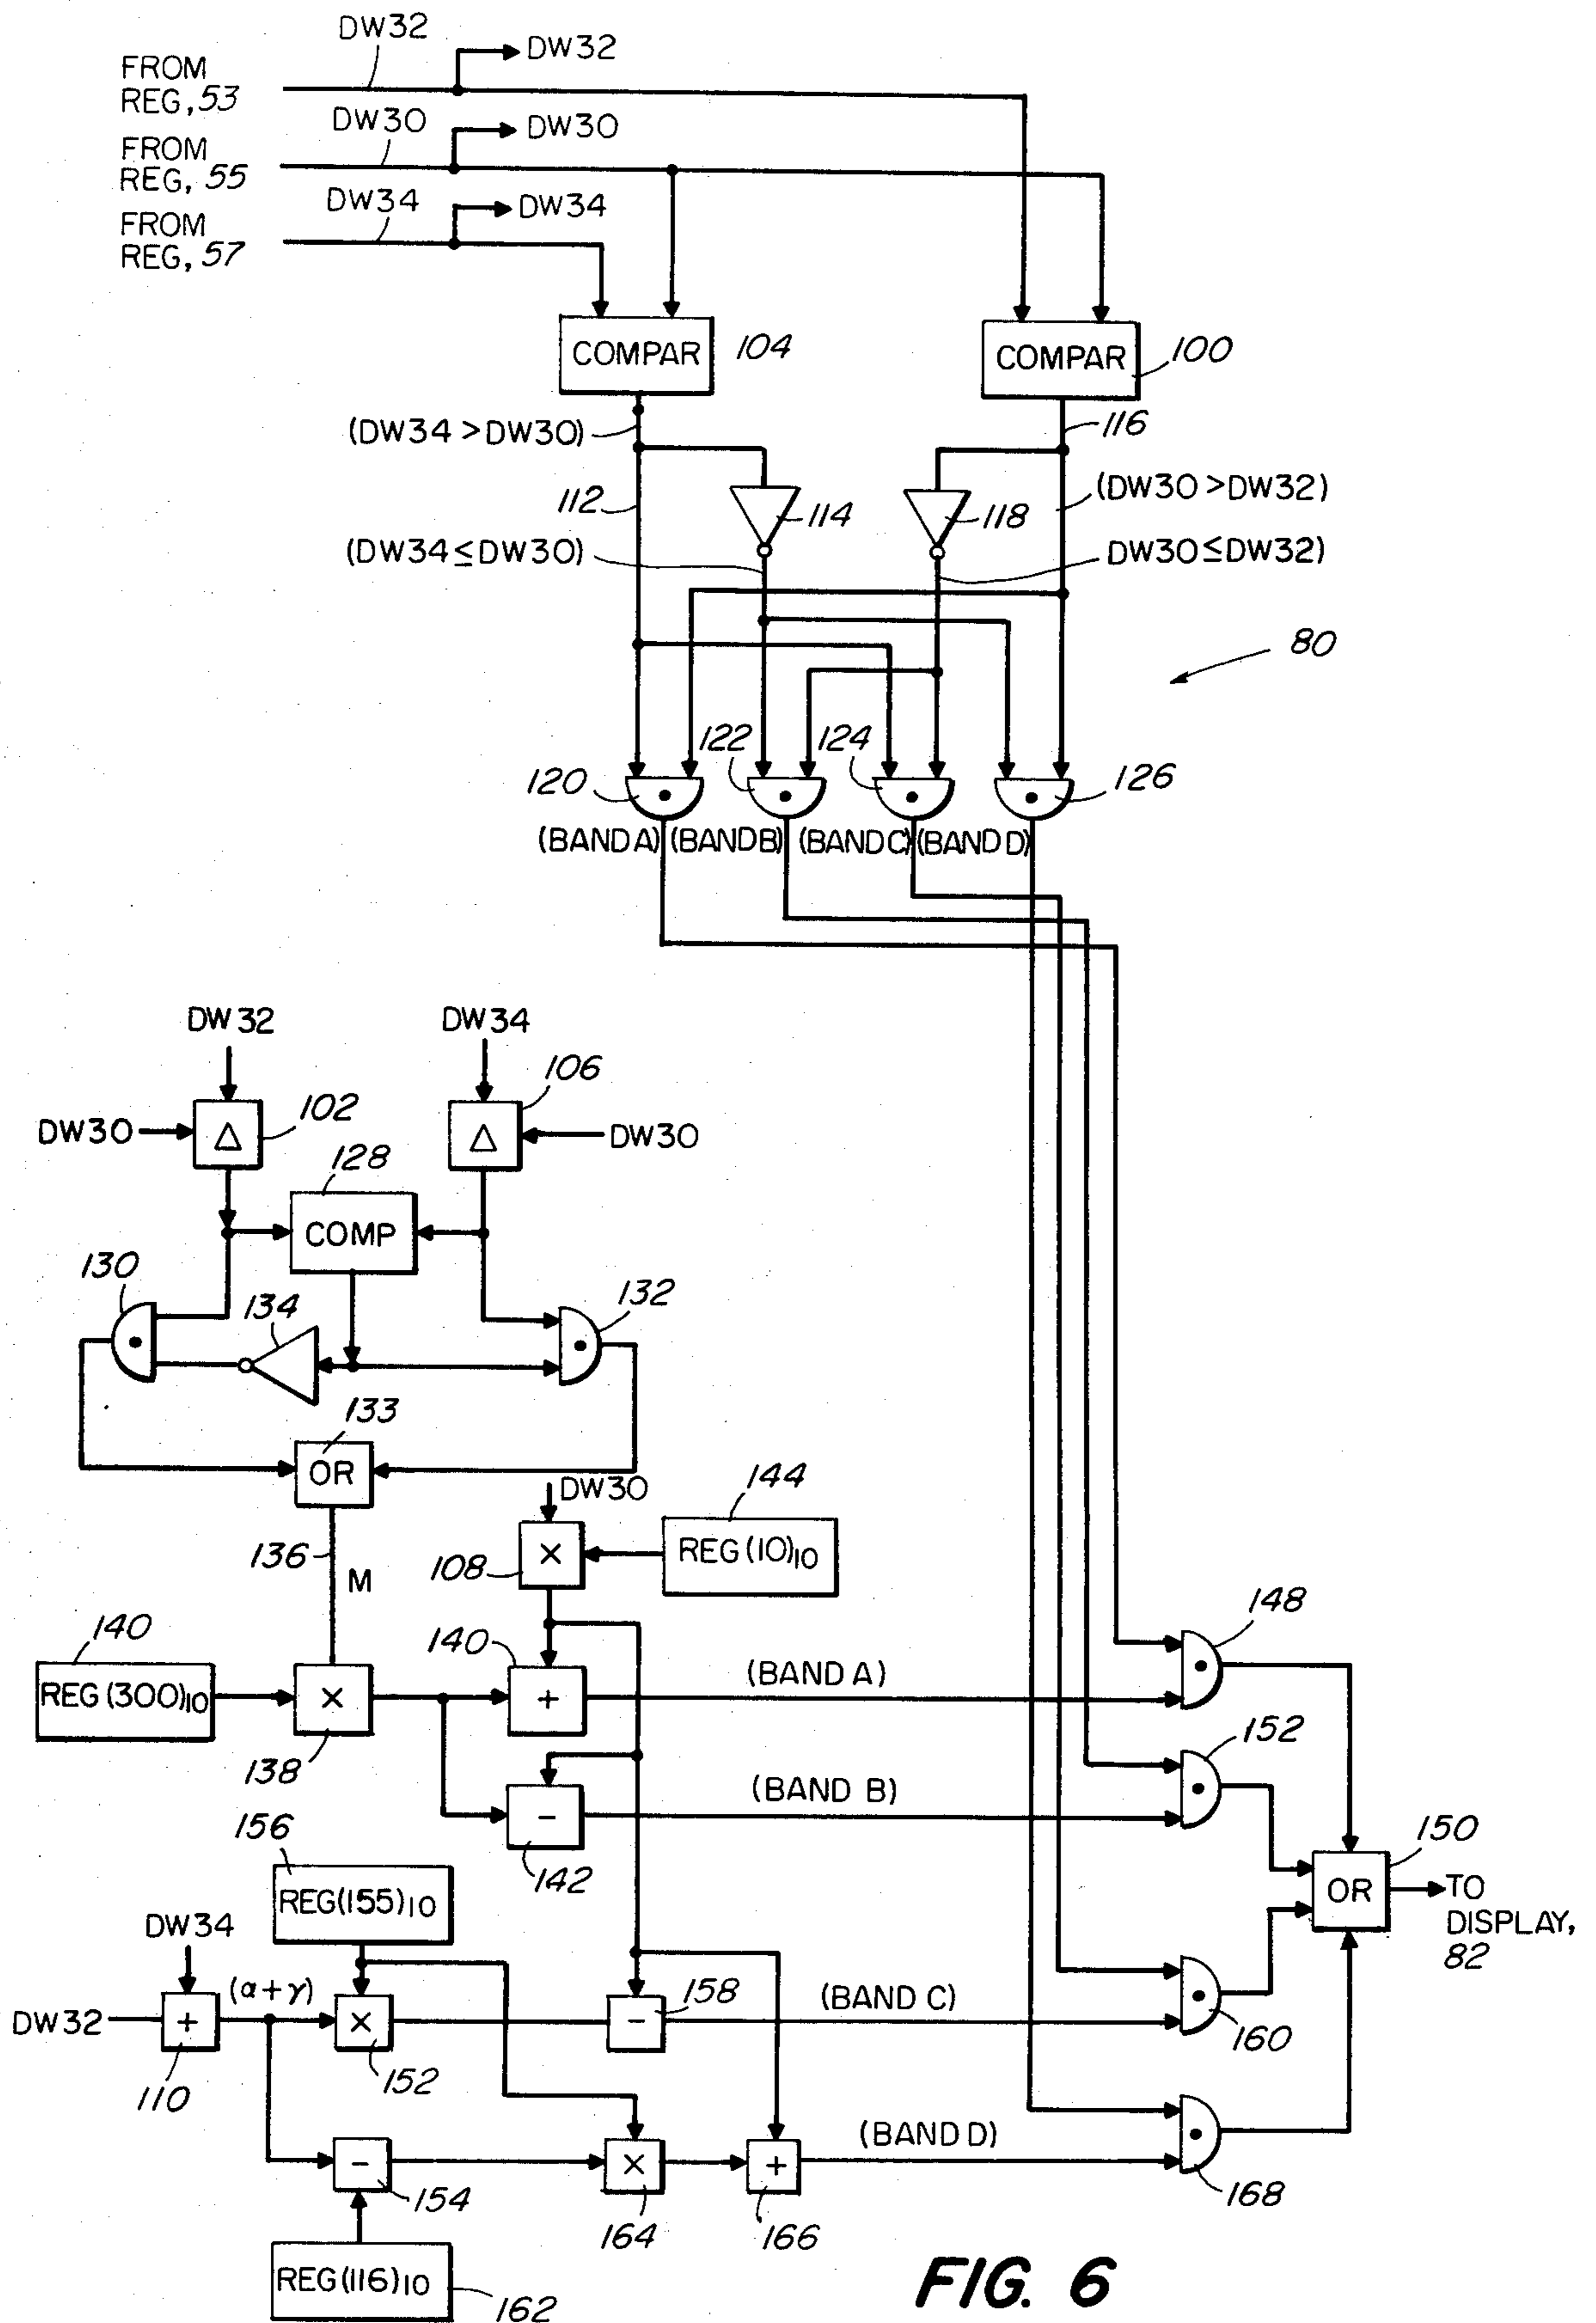 DW32
DW32
FROM
REG, 53
DW30
DW30
FROM
REG, 55
DW34
DW34
FROM
REG, 57
COMPAR
104
COMPAR
100
(DW34 > DW30)
116
112
114
118
(DW30 > DW32)
(DW34 ≤ DW30)
DW30 ≤ DW32)
80
120
122
124
126
(BAND A)
(BAND B)
(BAND C)
(BAND D)
DW32
DW34
DW30
Δ
102
Δ
106
DW30
128
COMP
130
134
132
133
OR
DW30
144
136
M
108
×
REG (10)10
140
140
148
REG (300)10
×
+
(BAND A)
138
152
(BAND B)
−
142
156
REG(155)10
150
OR
TO
DISPLAY,
82
DW34
(α+γ)
158
(BAND C)
DW32
+
×
−
110
152
160
(BAND D)
−
×
+
154
164
166
168
REG(116)10
162
FIG. 6